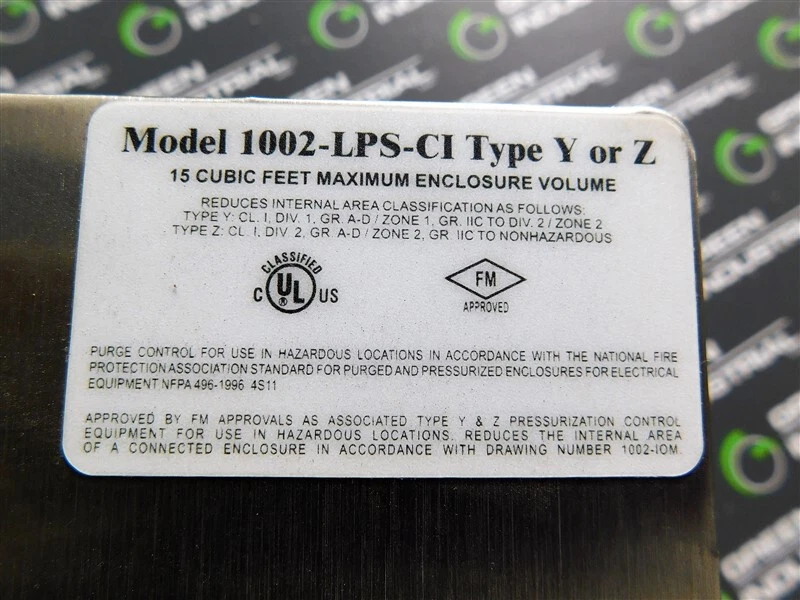 Model 1002-LPS-CI Type Y or Z
15 CUBIC FEET MAXIMUM ENCLOSURE VOLUME
REDUCES INTERNAL AREA CLASSIFICATION AS FOLLOWS:
TYPE Y: CL. I, DIV. 1, GR. A-D / ZONE 1, GR. IIC TO DIV. 2 / ZONE 2
TYPE Z: CL. I, DIV. 2, GR. A-D / ZONE 2, GR. IIC TO NONHAZARDOUS
CLASSIFIED
C UL ® US
FM
APPROVED
PURGE CONTROL FOR USE IN HAZARDOUS LOCATIONS IN ACCORDANCE WITH THE NATIONAL FIRE
PROTECTION ASSOCIATION STANDARD FOR PURGED AND PRESSURIZED ENCLOSURES FOR ELECTRICAL
EQUIPMENT NFPA 496-1996 4S11
APPROVED BY FM APPROVALS AS ASSOCIATED TYPE Y & Z PRESSURIZATION CONTROL
EQUIPMENT FOR USE IN HAZARDOUS LOCATIONS. REDUCES THE INTERNAL AREA
OF A CONNECTED ENCLOSURE IN ACCORDANCE WITH DRAWING NUMBER 1002-IOM.
GREEN
INDUSTRIAL